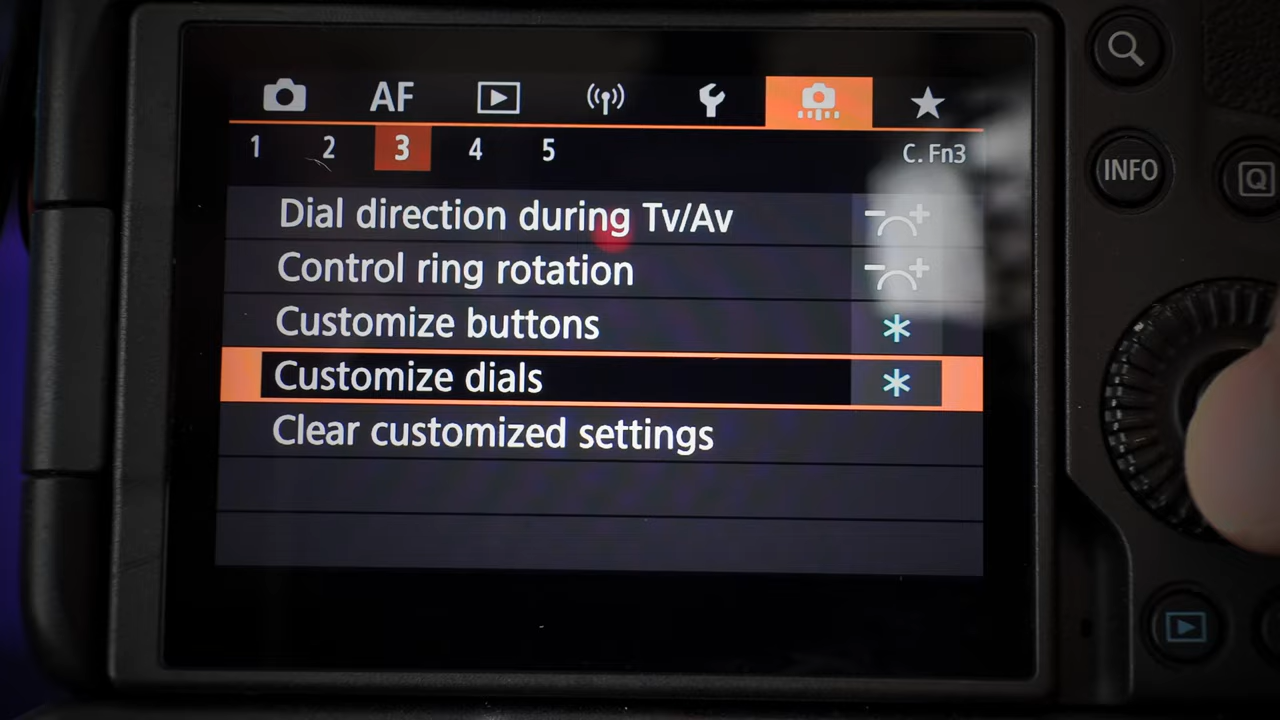 AF
1 2 3 4 5 C. Fn3
Dial direction during Tv/Av
Control ring rotation
Customize buttons
Customize dials
Clear customized settings
INFO
Q